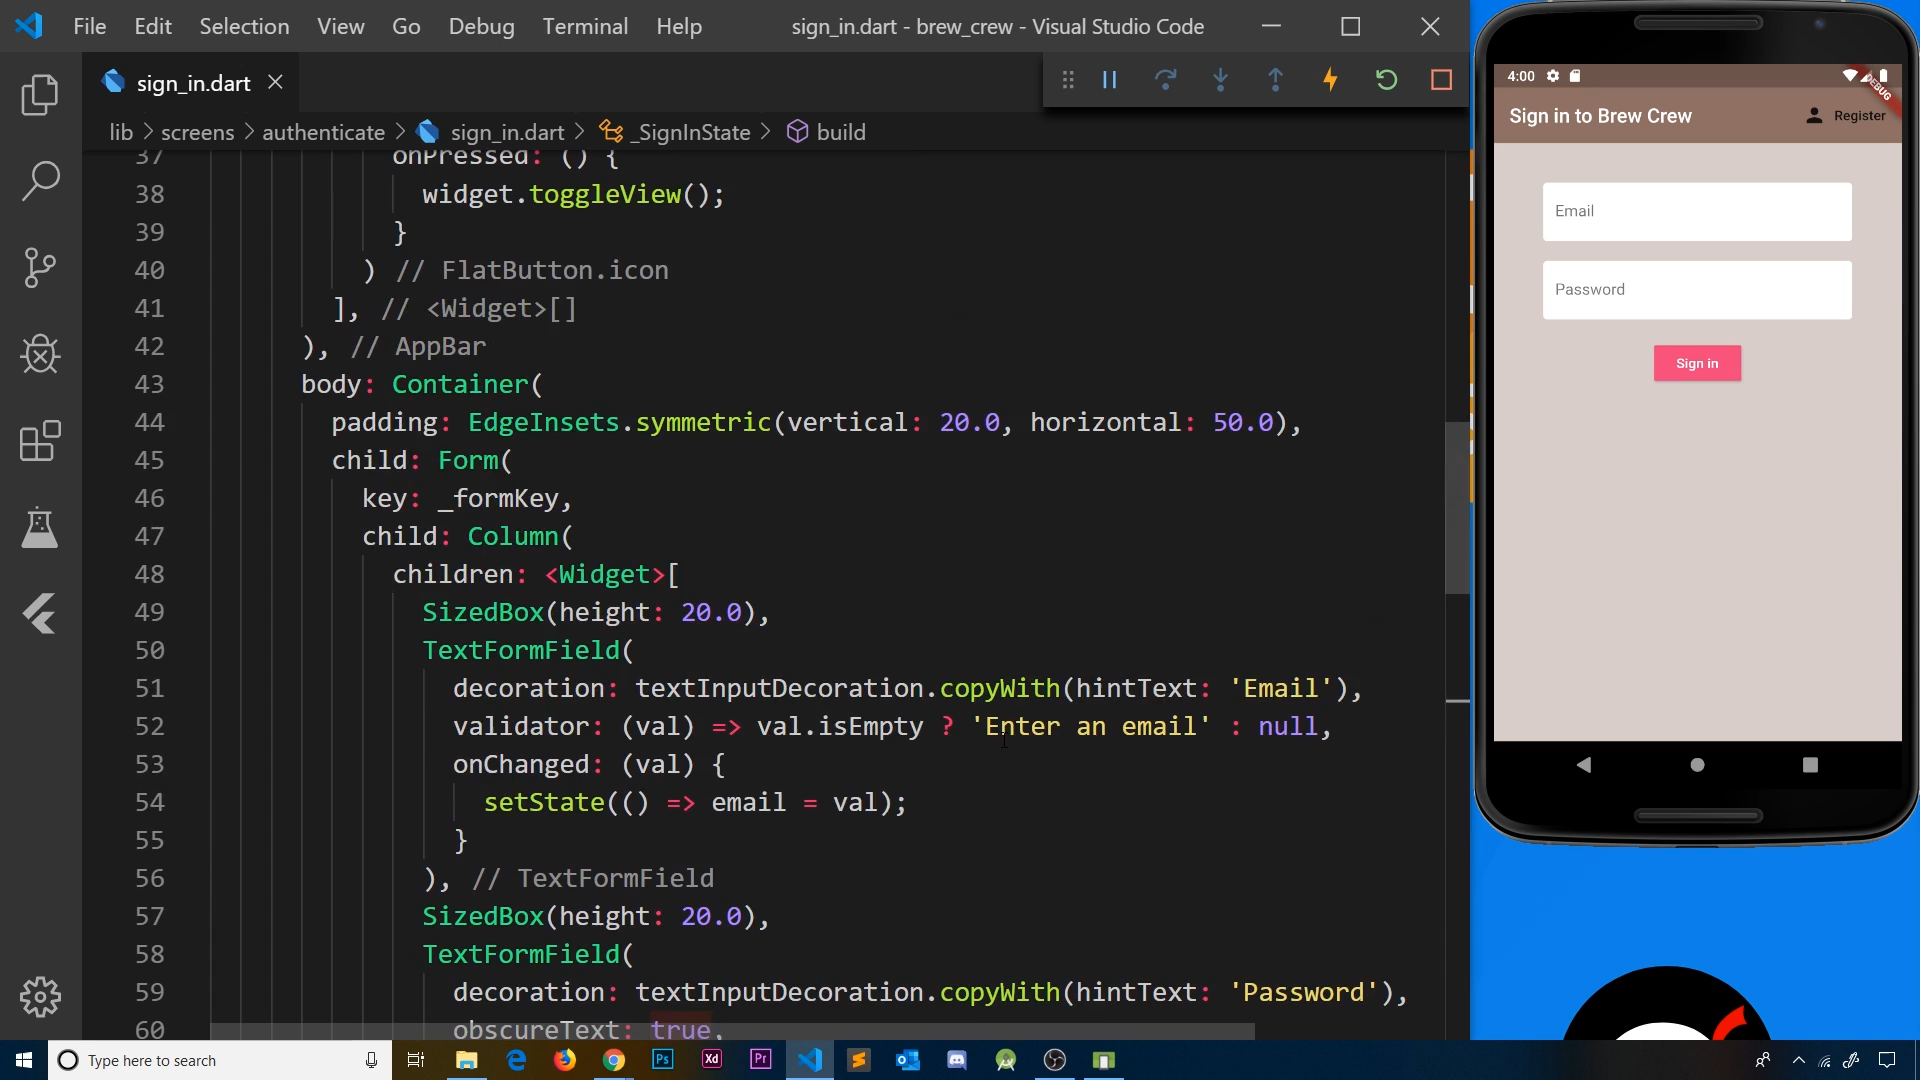 File Edit Selection View Go Debug Terminal Help sign_in.dart - brew_crew - Visual Studio Code
sign_in.dart
lib > screens > authenticate > sign_in.dart > _SignInState > build
37 onPressed: () {
38 widget.toggleView();
39 }
40 ) // FlatButton.icon
41 ], // <Widget>[]
42 ), // AppBar
43 body: Container(
44 padding: EdgeInsets.symmetric(vertical: 20.0, horizontal: 50.0),
45 child: Form(
46 key: _formKey,
47 child: Column(
48 children: <Widget>[
49 SizedBox(height: 20.0),
50 TextFormField(
51 decoration: textInputDecoration.copyWith(hintText: 'Email'),
52 validator: (val) => val.isEmpty ? 'Enter an email' : null,
53 onChanged: (val) {
54 setState(() => email = val);
55 }
56 ), // TextFormField
57 SizedBox(height: 20.0),
58 TextFormField(
59 decoration: textInputDecoration.copyWith(hintText: 'Password'),
60 obscureText: true,
4:00
DEBUG
Sign in to Brew Crew Register
Email
Password
Sign in
Type here to search
Ps
Xd
Pr